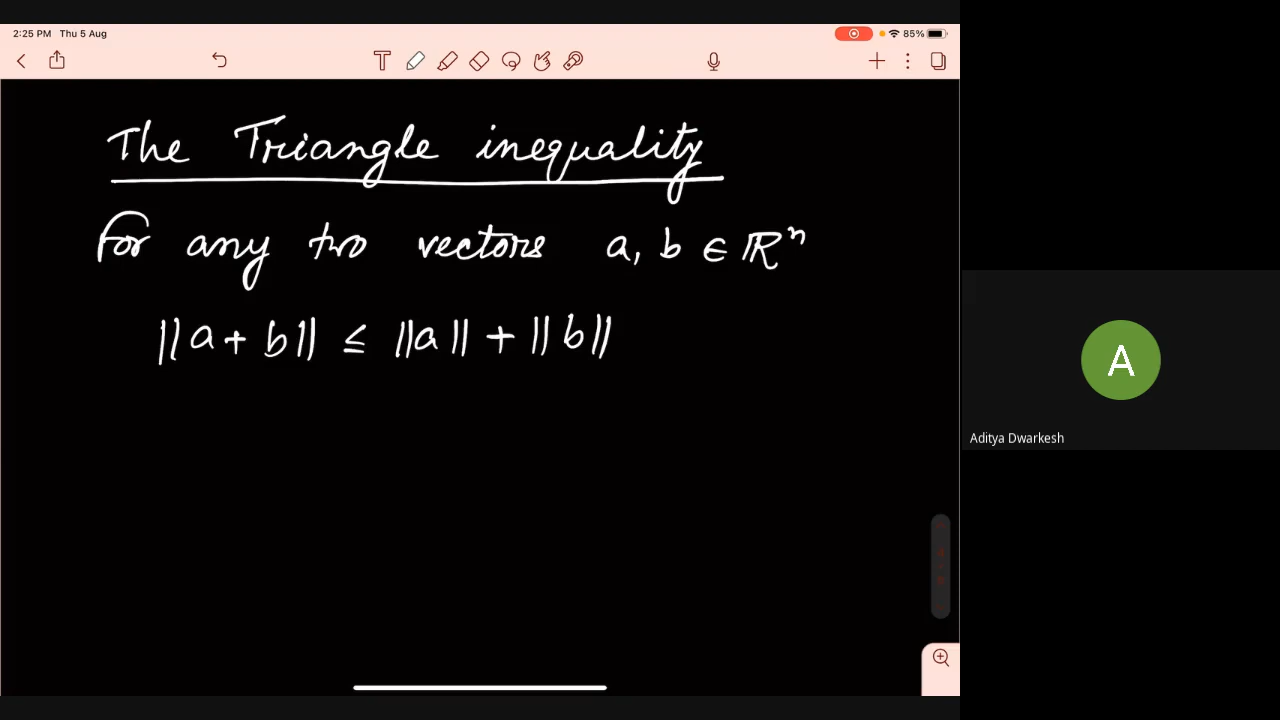 2:25 PM Thu 5 Aug
85%
The Triangle inequality
For any two vectors a, b ∈ ℝⁿ
||a + b|| ≤ ||a|| + ||b||
A
Aditya Dwarkesh